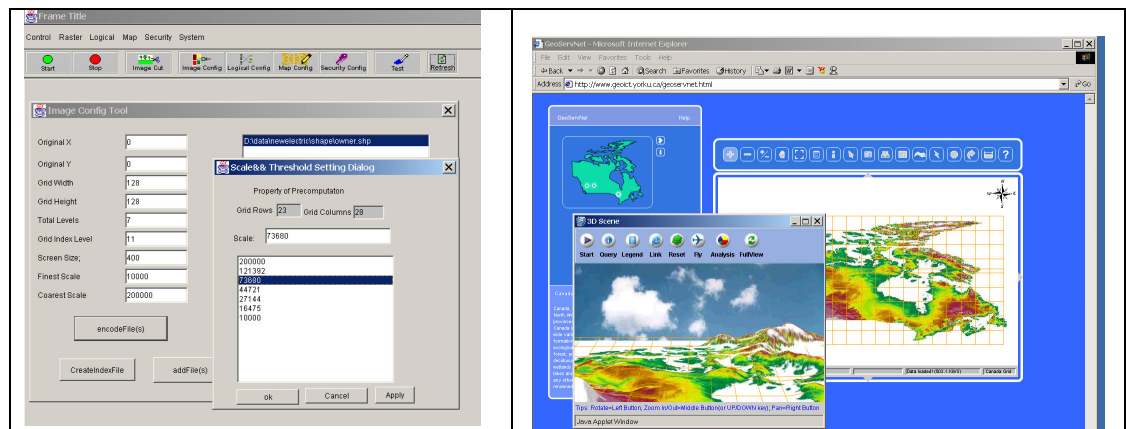 Frame Title
Control Raster Logical Map Security System
Start Stop Image Cut Image Config Logical Config Map Config Security Config Test Refresh
Image Config Tool
Original X 0
D:\data\newelectric\shape\owner.shp
Original Y 0
Grid Width 128
Grid Height 128
Total Levels 7
Grid Index Level 11
Screen Size; 400
Finest Scale 10000
Coarest Scale 200000
encodeFile(s)
CreateIndexFile addFile(s)
Scale&& Threshold Setting Dialog
Property of Precomputaton
Grid Rows 23 Grid Columns 28
Scale: 73680
200000
121392
73680
44721
27144
16475
10000
ok Cancel Apply
GeoServNet - Microsoft Internet Explorer
File Edit View Favorites Tools Help
Back Search Favorites History
Address http://www.geoict.yorku.ca/geoservnet.html Go
GeoServNet Help
3D Scene
Start Query Legend Link Reset Fly Analysis FullView
Canada
Tips: Rotate=Left Button; Zoom In/Out=Middle Button(or UP/DOWN key); Pan=Right Button
Java Applet Window
Canada Grid